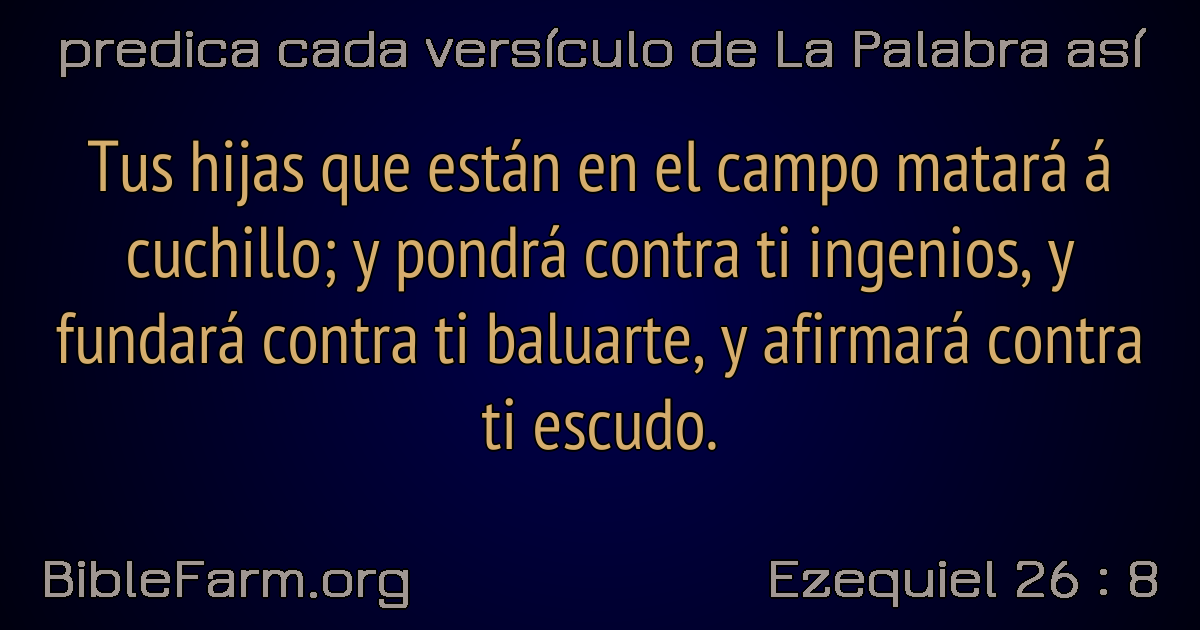 predica cada versículo de La Palabra así
Tus hijas que están en el campo matará á
cuchillo; y pondrá contra ti ingenios, y
fundará contra ti baluarte, y afirmará contra
ti escudo.
BibleFarm.org
Ezequiel 26 : 8